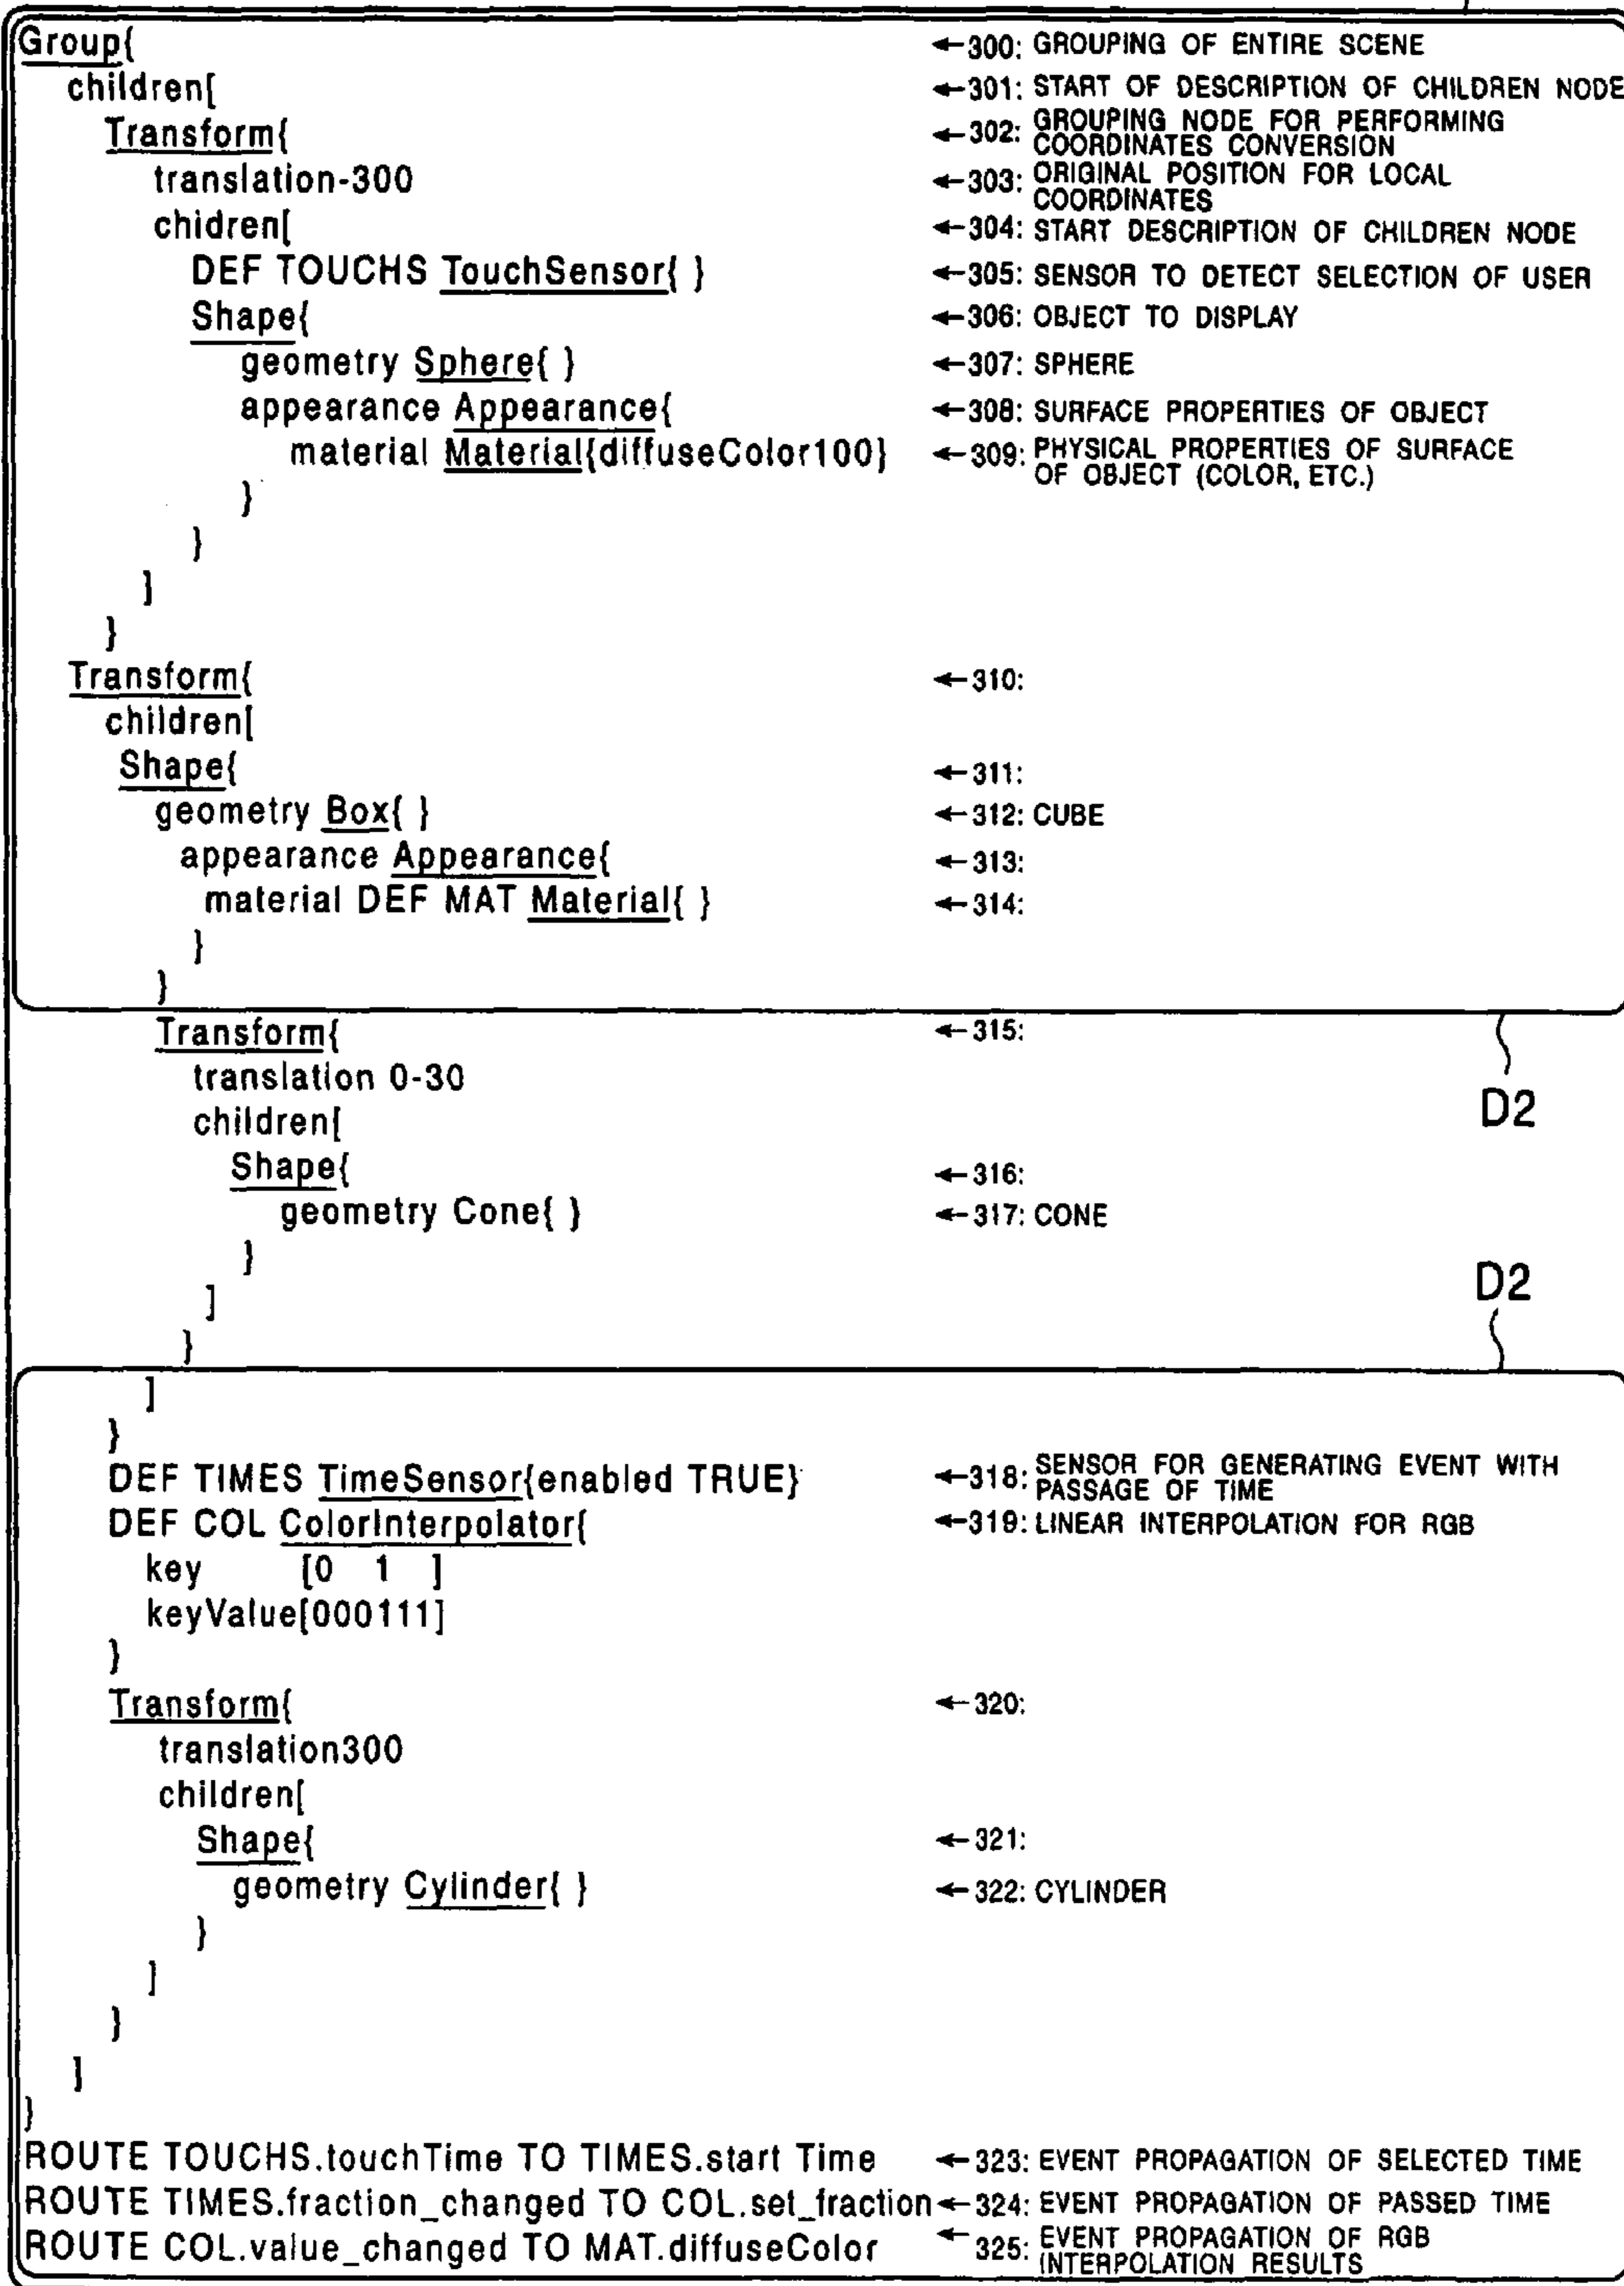 Group{ ←300: GROUPING OF ENTIRE SCENE
children[ ←301: START OF DESCRIPTION OF CHILDREN NODE
Transform{ ←302: GROUPING NODE FOR PERFORMING
COORDINATES CONVERSION
translation-300 ←303: ORIGINAL POSITION FOR LOCAL
COORDINATES
chidren[ ←304: START DESCRIPTION OF CHILDREN NODE
DEF TOUCHS TouchSensor{ } ←305: SENSOR TO DETECT SELECTION OF USER
Shape{ ←306: OBJECT TO DISPLAY
geometry Sphere{ } ←307: SPHERE
appearance Appearance{ ←308: SURFACE PROPERTIES OF OBJECT
material Material{diffuseColor100} ←309: PHYSICAL PROPERTIES OF SURFACE
OF OBJECT (COLOR, ETC.)
}
}
]
}
Transform{ ←310:
children[
Shape{ ←311:
geometry Box{ } ←312: CUBE
appearance Appearance{ ←313:
material DEF MAT Material{ } ←314:
}
}
Transform{ ←315:
translation 0-30
D2
children[
Shape{ ←316:
geometry Cone{ } ←317: CONE
}
D2
]
}
]
}
DEF TIMES TimeSensor{enabled TRUE} ←318: SENSOR FOR GENERATING EVENT WITH
PASSAGE OF TIME
DEF COL ColorInterpolator{ ←319: LINEAR INTERPOLATION FOR RGB
key [0 1 ]
keyValue[000111]
}
Transform{ ←320:
translation300
children[
Shape{ ←321:
geometry Cylinder{ } ←322: CYLINDER
}
]
}
]
}
ROUTE TOUCHS.touchTime TO TIMES.start Time ←323: EVENT PROPAGATION OF SELECTED TIME
ROUTE TIMES.fraction_changed TO COL.set_fraction ←324: EVENT PROPAGATION OF PASSED TIME
ROUTE COL.value_changed TO MAT.diffuseColor ←325: EVENT PROPAGATION OF RGB
INTERPOLATION RESULTS